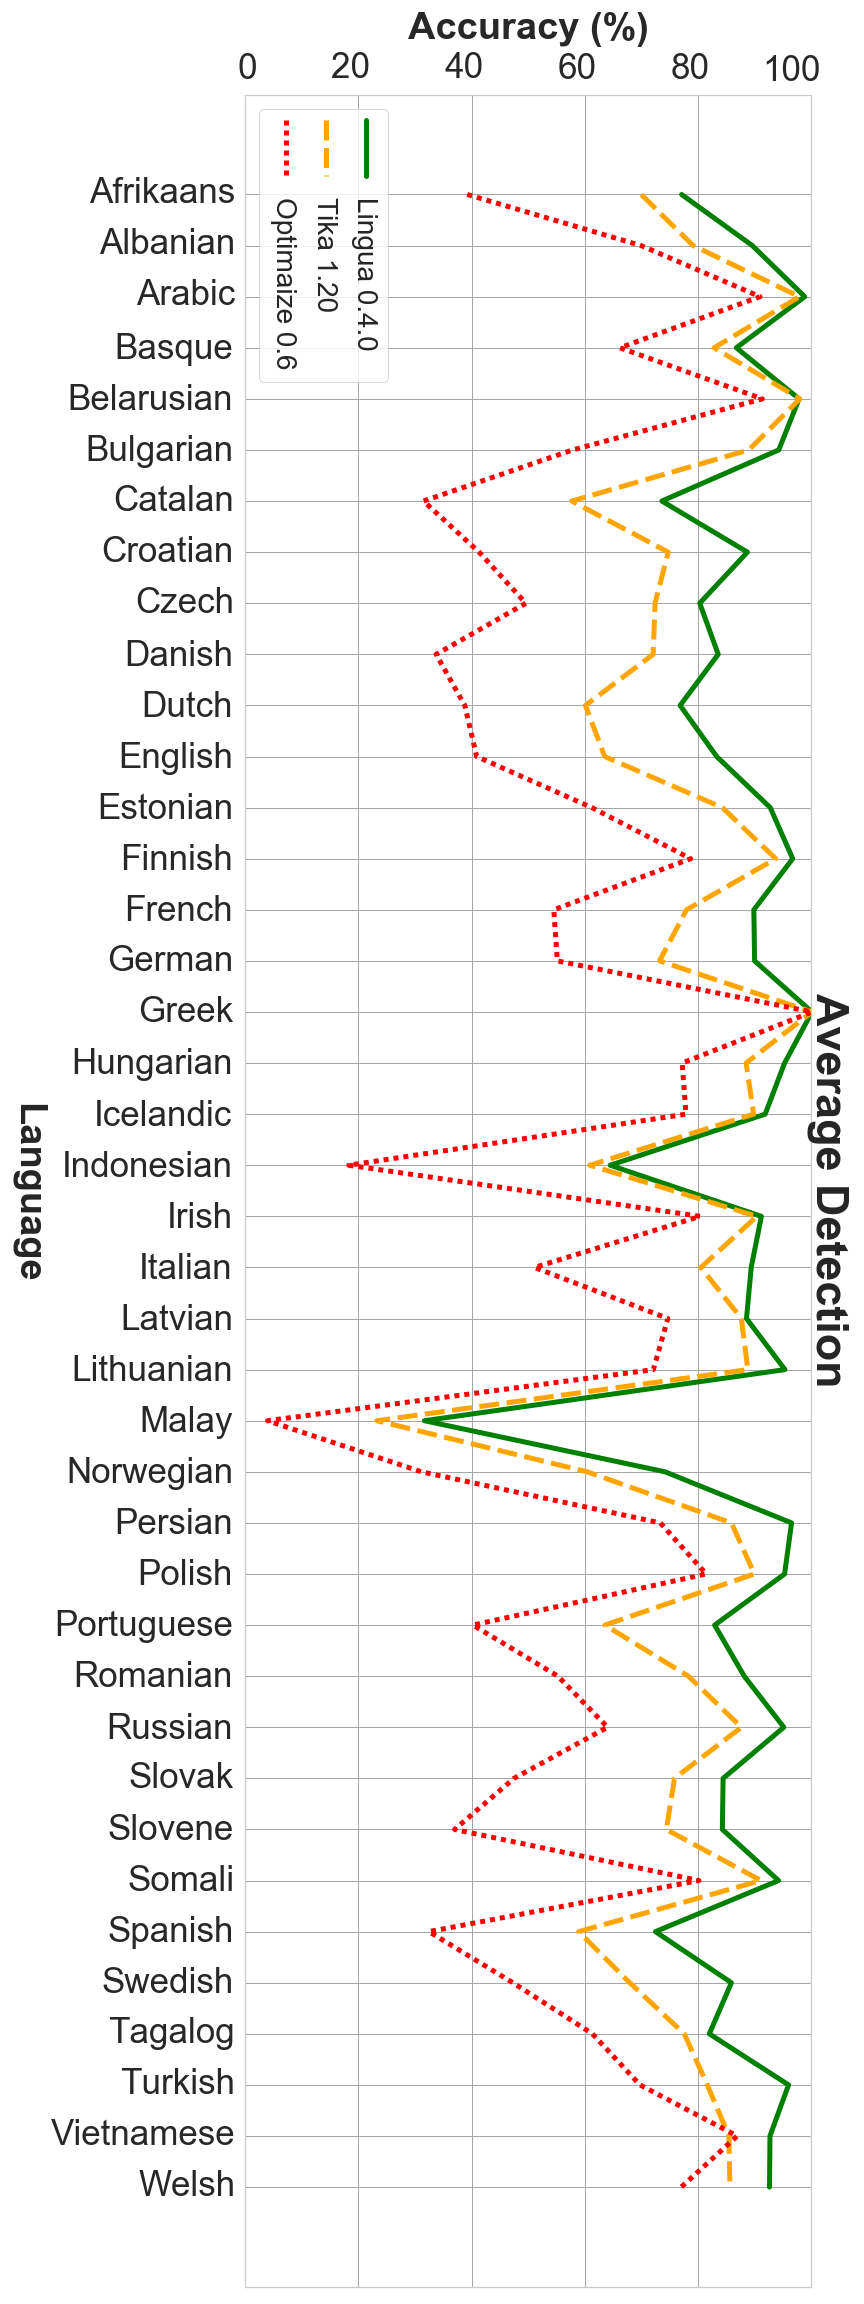 Accuracy (%)
0 20 40 60 80 100
Lingua 0.4.0
Tika 1.20
Optimaize 0.6
Afrikaans
Albanian
Arabic
Basque
Belarusian
Bulgarian
Catalan
Croatian
Czech
Danish
Dutch
English
Estonian
Finnish
French
German
Greek
Hungarian
Icelandic
Indonesian
Irish
Italian
Latvian
Lithuanian
Malay
Norwegian
Persian
Polish
Portuguese
Romanian
Russian
Slovak
Slovene
Somali
Spanish
Swedish
Tagalog
Turkish
Vietnamese
Welsh
Language
Average Detection